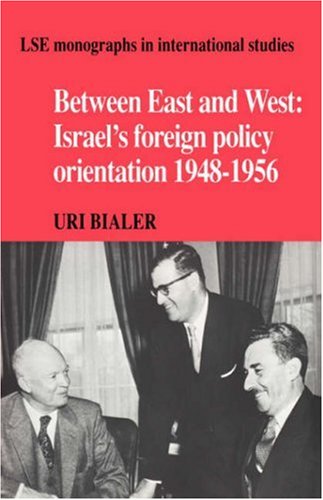 LSE monographs in international studies
Between East and West:
Israel's foreign policy
orientation 1948-1956
URI BIALER